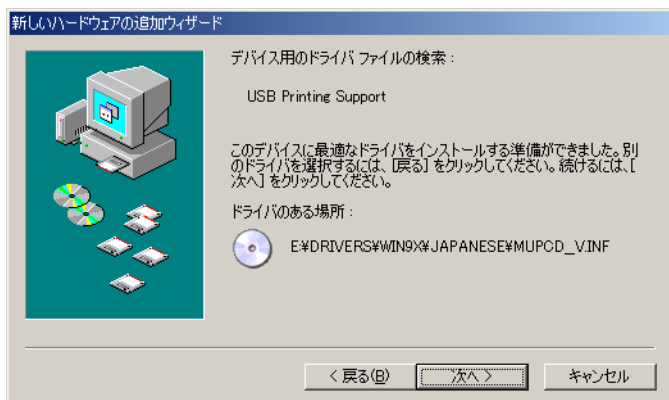 新しいハードウェアの追加ウィザード
デバイス用のドライバ ファイルの検索 :
USB Printing Support
このデバイスに最適なドライバをインストールする準備ができました。別
のドライバを選択するには、[戻る] をクリックしてください。続けるには、[
次へ] をクリックしてください。
ドライバのある場所 :
E:¥DRIVERS¥WIN9X¥JAPANESE¥MUPCD_V.INF
< 戻る(B)
次へ >
キャンセル